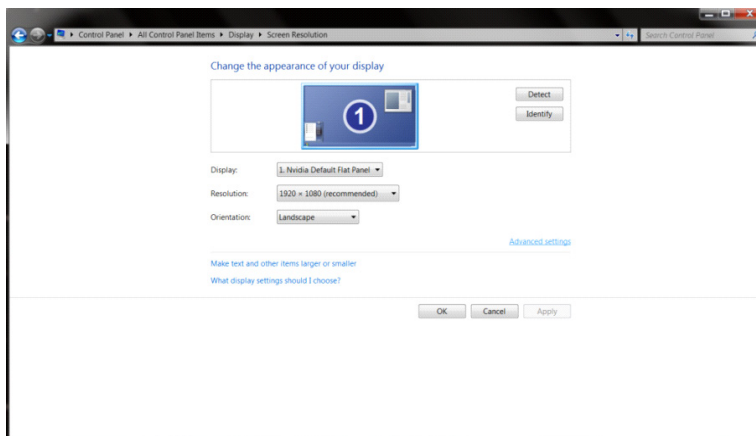 Control Panel ▸ All Control Panel Items ▸ Display ▸ Screen Resolution
Search Control Panel
Change the appearance of your display
1
Detect
Identify
Display: 1. Nvidia Default Flat Panel
Resolution: 1920 × 1080 (recommended)
Orientation: Landscape
Advanced settings
Make text and other items larger or smaller
What display settings should I choose?
OK Cancel Apply